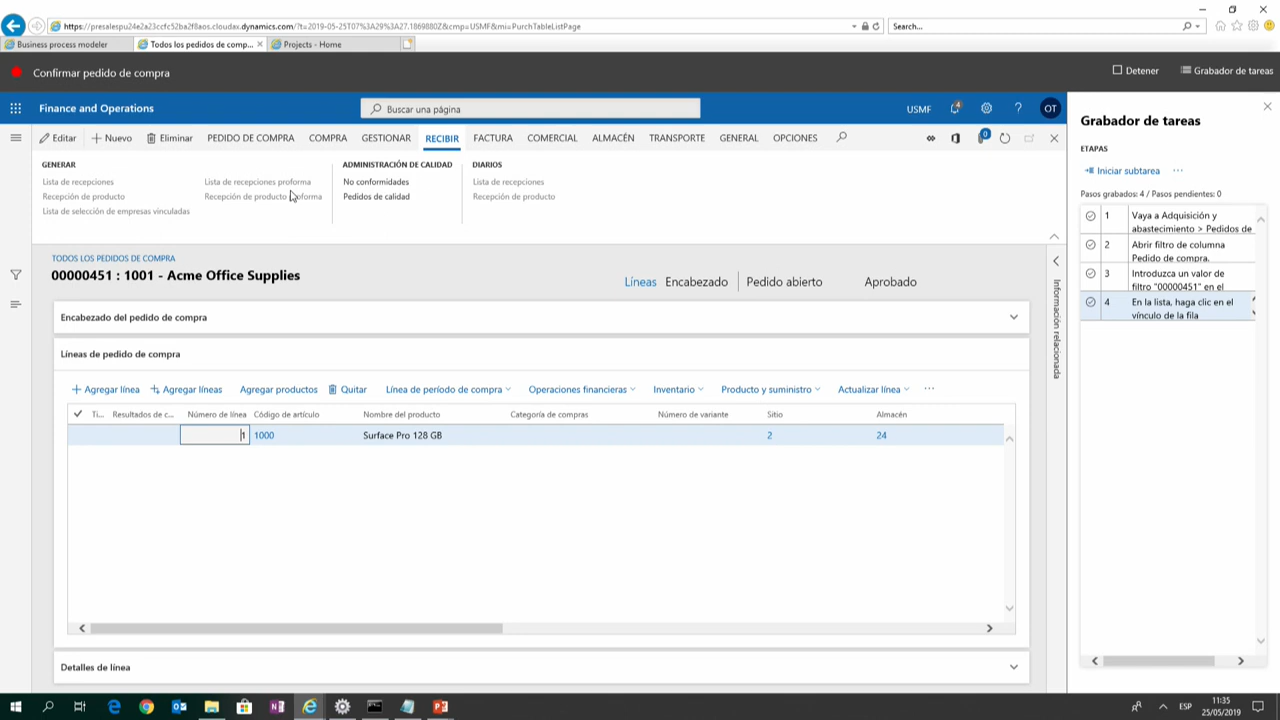 https://presalespu24e2a23ccfc52ba2f8aos.cloudax.dynamics.com/?t=2019-05-25T07%3A29%3A27.1869880Z&cmp=USMF&mi=PurchTableListPage
Search...
Business process modeler
Todos los pedidos de comp...
Projects - Home
Confirmar pedido de compra
Detener
Grabador de tareas
Finance and Operations
Buscar una página
USMF
4
?
OT
Editar
Nuevo
Eliminar
PEDIDO DE COMPRA
COMPRA
GESTIONAR
RECIBIR
FACTURA
COMERCIAL
ALMACÉN
TRANSPORTE
GENERAL
OPCIONES
0
GENERAR
Lista de recepciones
Recepción de producto
Lista de selección de empresas vinculadas
Lista de recepciones proforma
Recepción de producto proforma
ADMINISTRACIÓN DE CALIDAD
No conformidades
Pedidos de calidad
DIARIOS
Lista de recepciones
Recepción de producto
TODOS LOS PEDIDOS DE COMPRA
00000451 : 1001 - Acme Office Supplies
Líneas
Encabezado
Pedido abierto
Aprobado
Encabezado del pedido de compra
Líneas de pedido de compra
Agregar línea
Agregar líneas
Agregar productos
Quitar
Línea de período de compra
Operaciones financieras
Inventario
Producto y suministro
Actualizar línea
...
Ti...
Resultados de c...
Número de línea
Código de artículo
Nombre del producto
Categoría de compras
Número de variante
Sitio
Almacén
1
1000
Surface Pro 128 GB
2
24
Detalles de línea
Información relacionada
Grabador de tareas
ETAPAS
Iniciar subtarea
...
Pasos grabados: 4 / Pasos pendientes: 0
1
Vaya a Adquisición y
abastecimiento > Pedidos de
2
Abrir filtro de columna
Pedido de compra.
3
Introduzca un valor de
filtro "00000451" en el
4
En la lista, haga clic en el
vínculo de la fila
ESP
11:35
25/05/2019